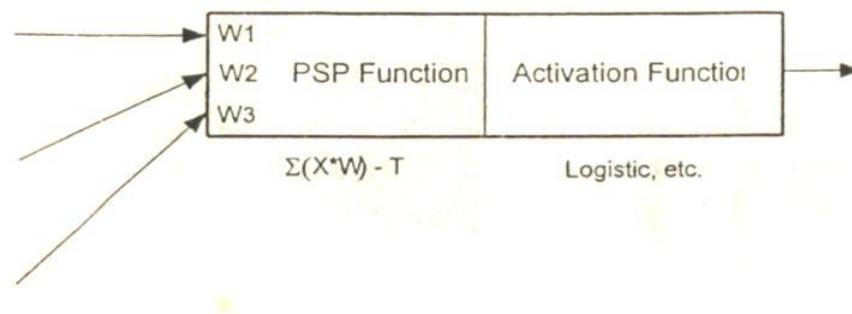 W1
W2 PSP Function Activation Functio
W3
Σ(X*W) - T Logistic, etc.